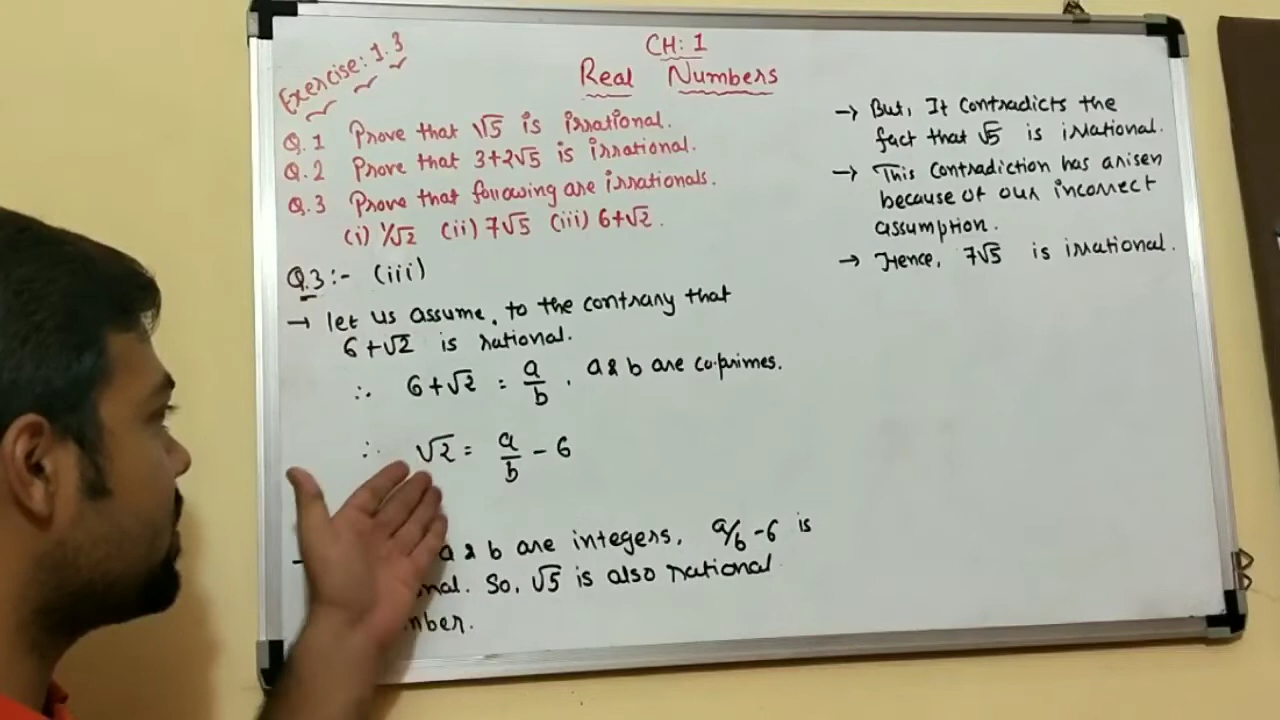 Exercise: 1.3
CH: 1
Real Numbers
Q.1 Prove that √5 is irrational.
Q.2 Prove that 3+2√5 is irrational.
Q.3 Prove that following are irrationals.
(i) 1/√2 (ii) 7√5 (iii) 6+√2.
Q.3:- (iii)
→ let us assume, to the contrary that
6+√2 is rational.
∴ 6+√2 = a/b , a & b are co-primes.
∴ √2 = a/b - 6
a & b are integers, a/b -6 is
So, √5 is also rational
→ But, It contradicts the
fact that √5 is irrational.
→ This contradiction has arisen
because of our incorrect
assumption.
→ Hence, 7√5 is irrational.